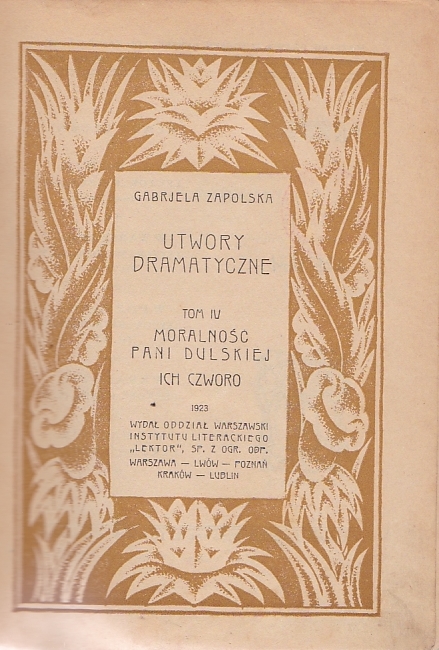 GABRJELA ZAPOLSKA
UTWORY
DRAMATYCZNE
TOM IV
MORALNOŚC
PANI DULSKIEJ
ICH CZWORO
1923
WYDAŁ ODDZIAŁ WARSZAWSKI
INSTYTUTU LITERACKIEGO
„LEKTOR", SP. Z OGR. ODP.
WARSZAWA — LWÓW — POZNAŃ
KRAKÓW — LUBLIN